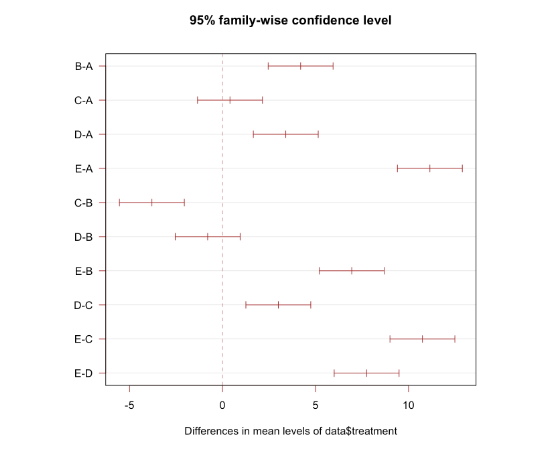 95% family-wise confidence level
B-A
C-A
D-A
E-A
C-B
D-B
E-B
D-C
E-C
E-D
-5 0 5 10
Differences in mean levels of data$treatment